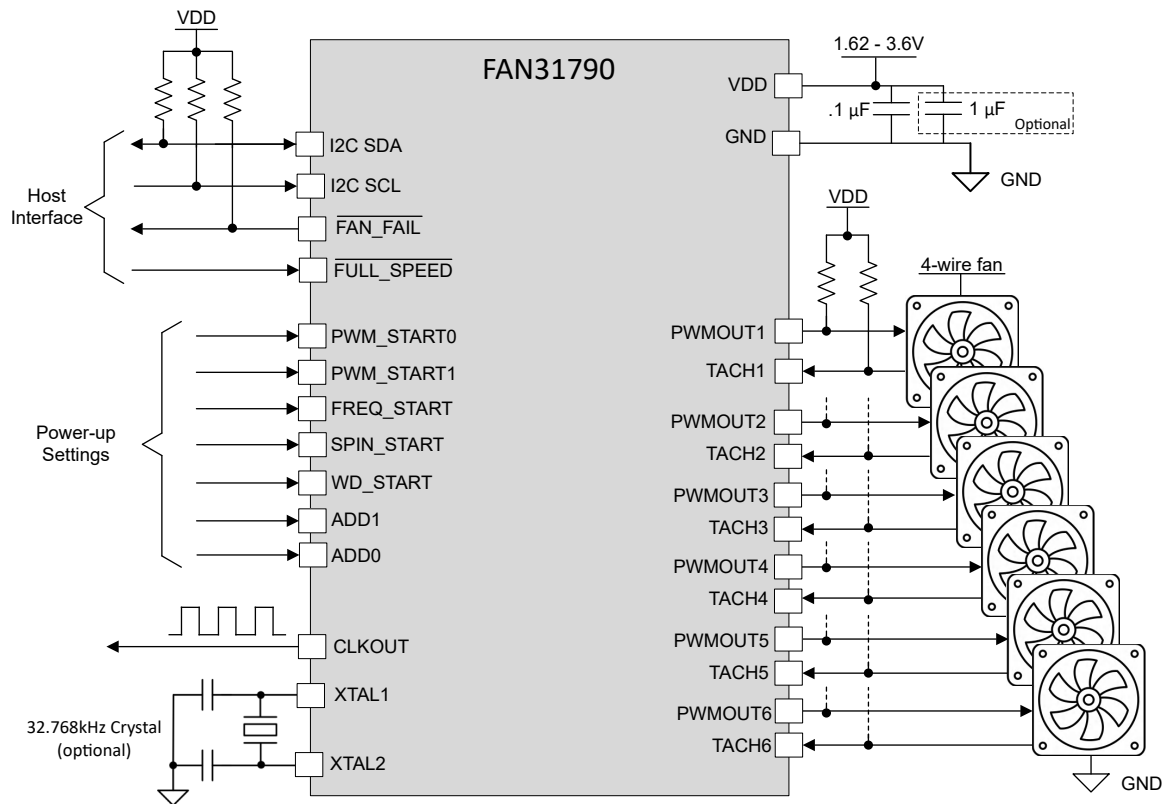 VDD
FAN31790
1.62 - 3.6V
VDD
.1 µF
1 µF
Optional
GND
GND
I2C SDA
I2C SCL
FAN_FAIL
FULL_SPEED
Host
Interface
VDD
4-wire fan
PWM_START0
PWM_START1
FREQ_START
SPIN_START
WD_START
ADD1
ADD0
Power-up
Settings
PWMOUT1
TACH1
PWMOUT2
TACH2
PWMOUT3
TACH3
PWMOUT4
TACH4
PWMOUT5
TACH5
PWMOUT6
TACH6
CLKOUT
XTAL1
XTAL2
32.768kHz Crystal
(optional)
GND